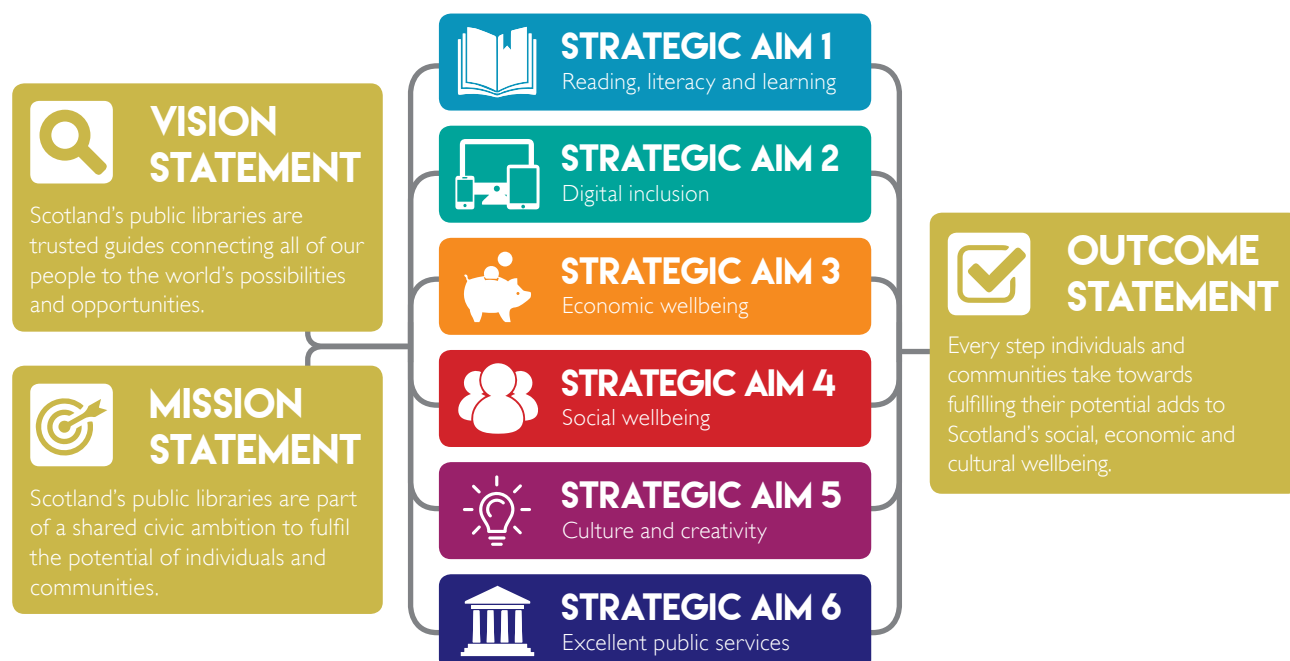 VISION
STATEMENT
Scotland’s public libraries are
trusted guides connecting all of our
people to the world’s possibilities
and opportunities.
MISSION
STATEMENT
Scotland’s public libraries are part
of a shared civic ambition to fulfil
the potential of individuals and
communities.
STRATEGIC AIM 1
Reading, literacy and learning
STRATEGIC AIM 2
Digital inclusion
STRATEGIC AIM 3
Economic wellbeing
STRATEGIC AIM 4
Social wellbeing
STRATEGIC AIM 5
Culture and creativity
STRATEGIC AIM 6
Excellent public services
OUTCOME
STATEMENT
Every step individuals and
communities take towards
fulfilling their potential adds to
Scotland’s social, economic and
cultural wellbeing.